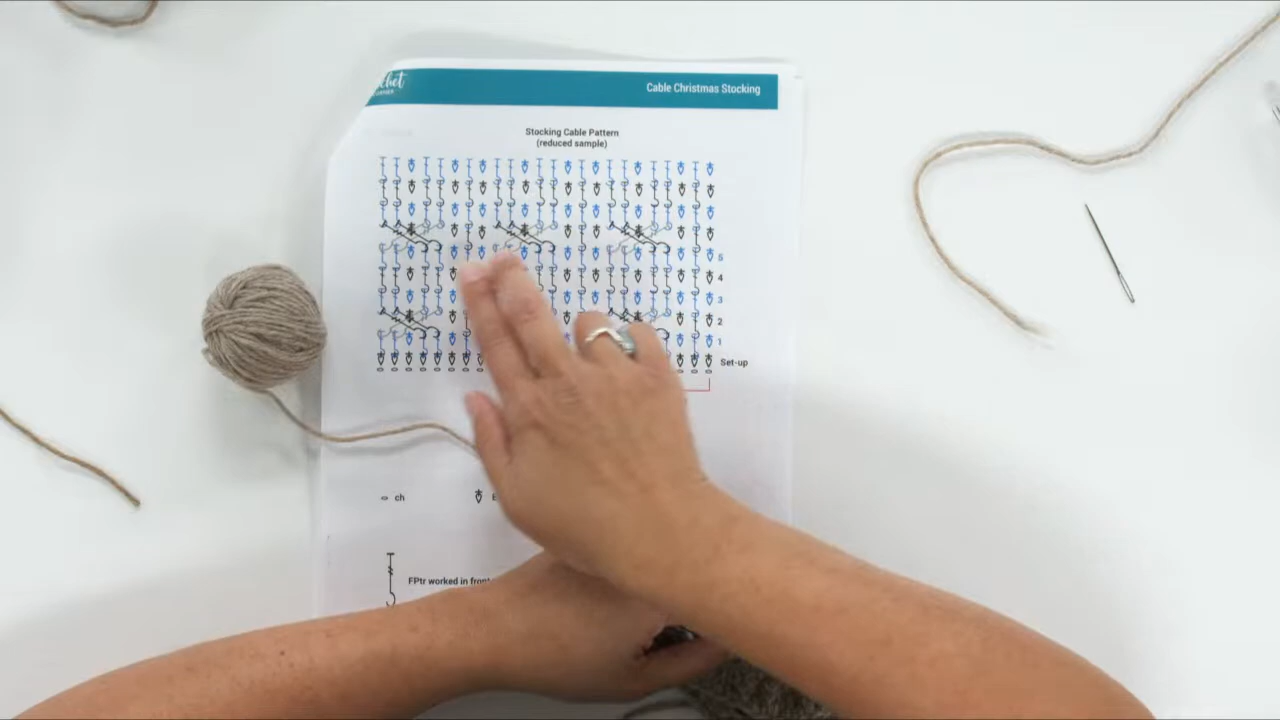 Cable Christmas Stocking
Stocking Cable Pattern
(reduced sample)
5
4
3
2
1
Set-up
ch
FPtr worked in front